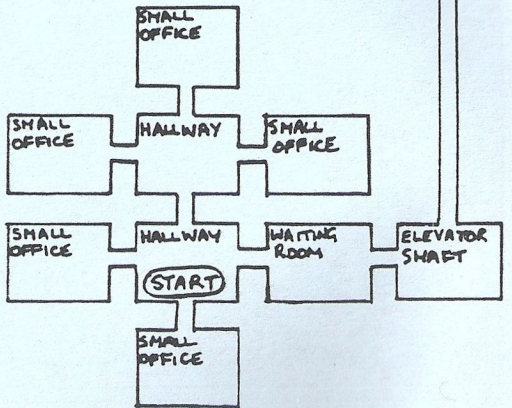 SMALL
OFFICE
SMALL
OFFICE
HALLWAY
SMALL
OFFICE
SMALL
OFFICE
HALLWAY
START
WAITING
ROOM
ELEVATOR
SHAFT
SMALL
OFFICE